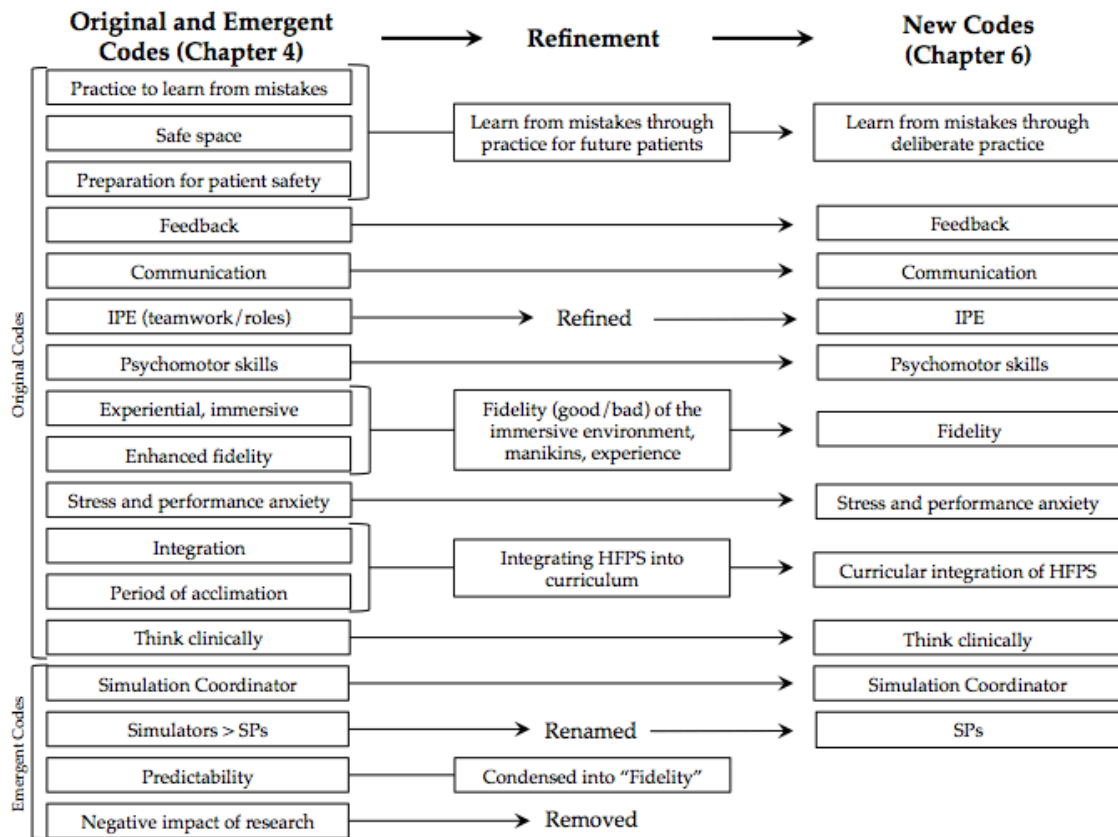 Original and Emergent
Codes (Chapter 4)
Refinement
New Codes
(Chapter 6)
Practice to learn from mistakes
Safe space
Preparation for patient safety
Learn from mistakes through
practice for future patients
Learn from mistakes through
deliberate practice
Feedback
Feedback
Communication
Communication
IPE (teamwork/roles)
Refined
IPE
Psychomotor skills
Psychomotor skills
Experiential, immersive
Enhanced fidelity
Fidelity (good/bad) of the
immersive environment,
manikins, experience
Fidelity
Stress and performance anxiety
Stress and performance anxiety
Integration
Period of acclimation
Integrating HFPS into
curriculum
Curricular integration of HFPS
Think clinically
Think clinically
Original Codes
Simulation Coordinator
Simulation Coordinator
Simulators > SPs
Renamed
SPs
Predictability
Condensed into “Fidelity”
Negative impact of research
Removed
Emergent Codes